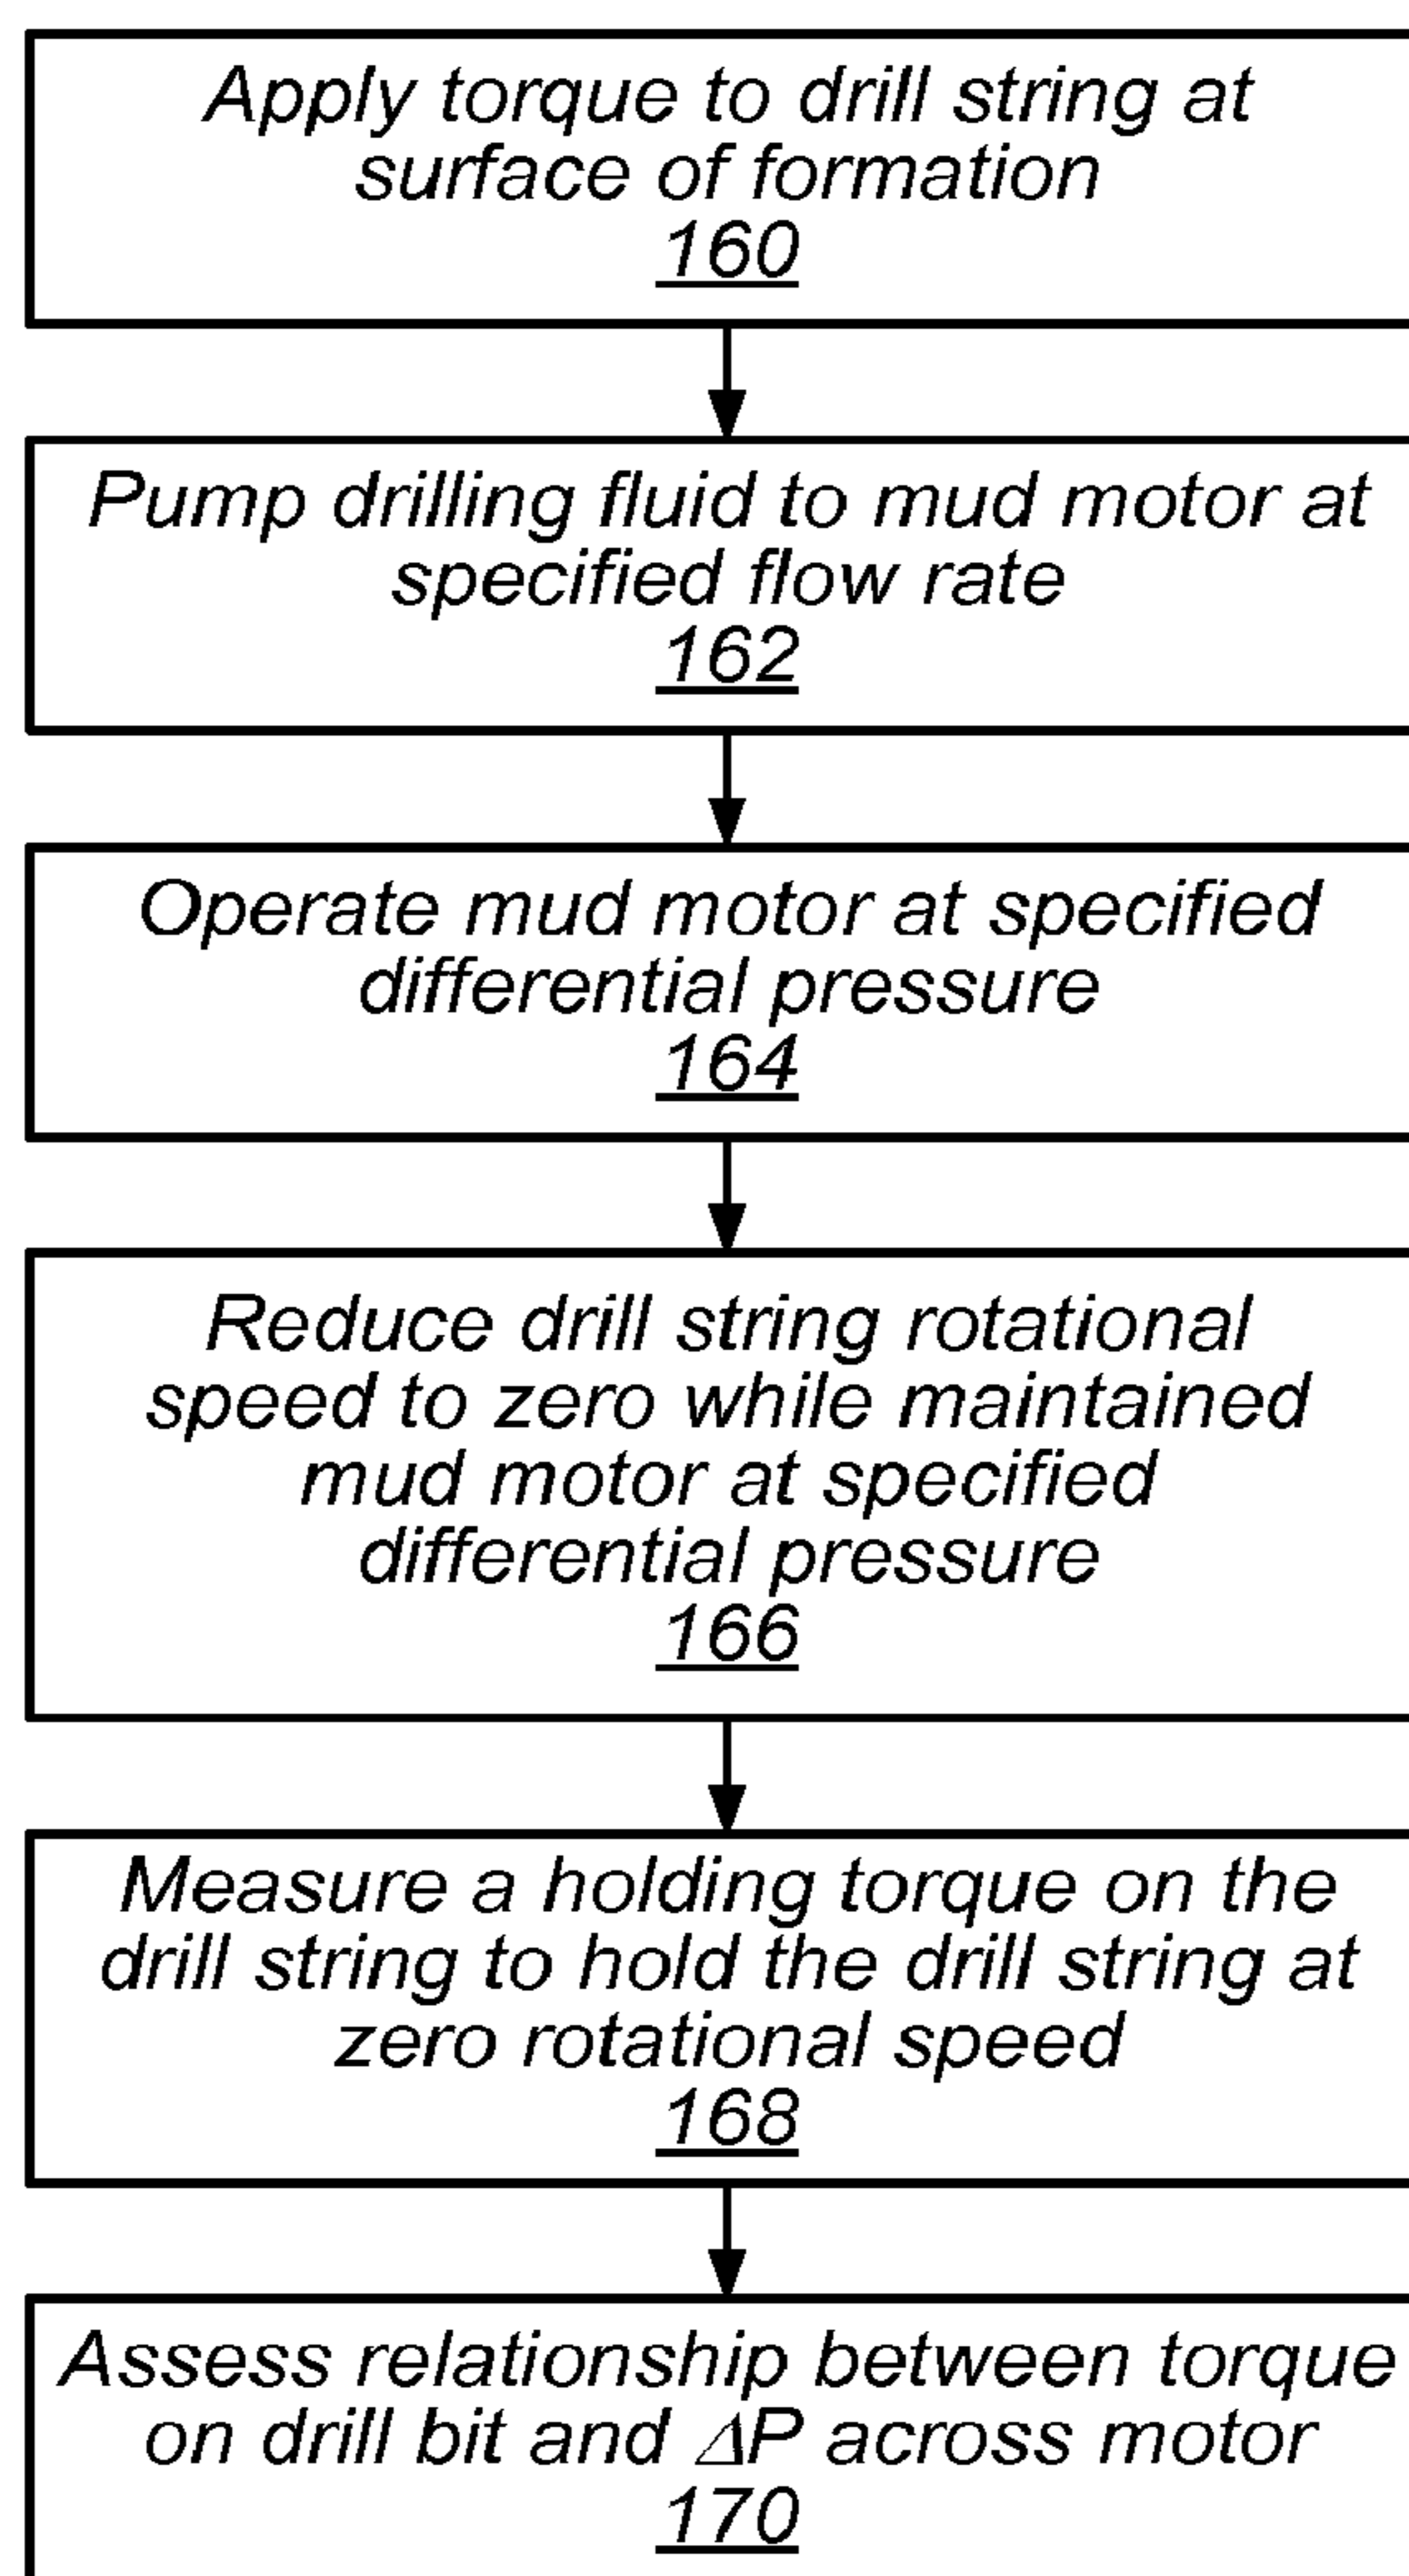 Apply torque to drill string at
surface of formation
160
Pump drilling fluid to mud motor at
specified flow rate
162
Operate mud motor at specified
differential pressure
164
Reduce drill string rotational
speed to zero while maintained
mud motor at specified
differential pressure
166
Measure a holding torque on the
drill string to hold the drill string at
zero rotational speed
168
Assess relationship between torque
on drill bit and ΔP across motor
170